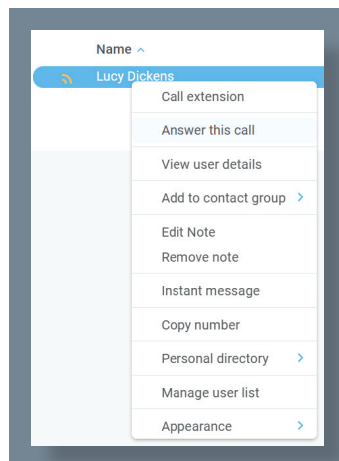 Name
Lucy Dickens
Call extension
Answer this call
View user details
Add to contact group
Edit Note
Remove note
Instant message
Copy number
Personal directory
Manage user list
Appearance